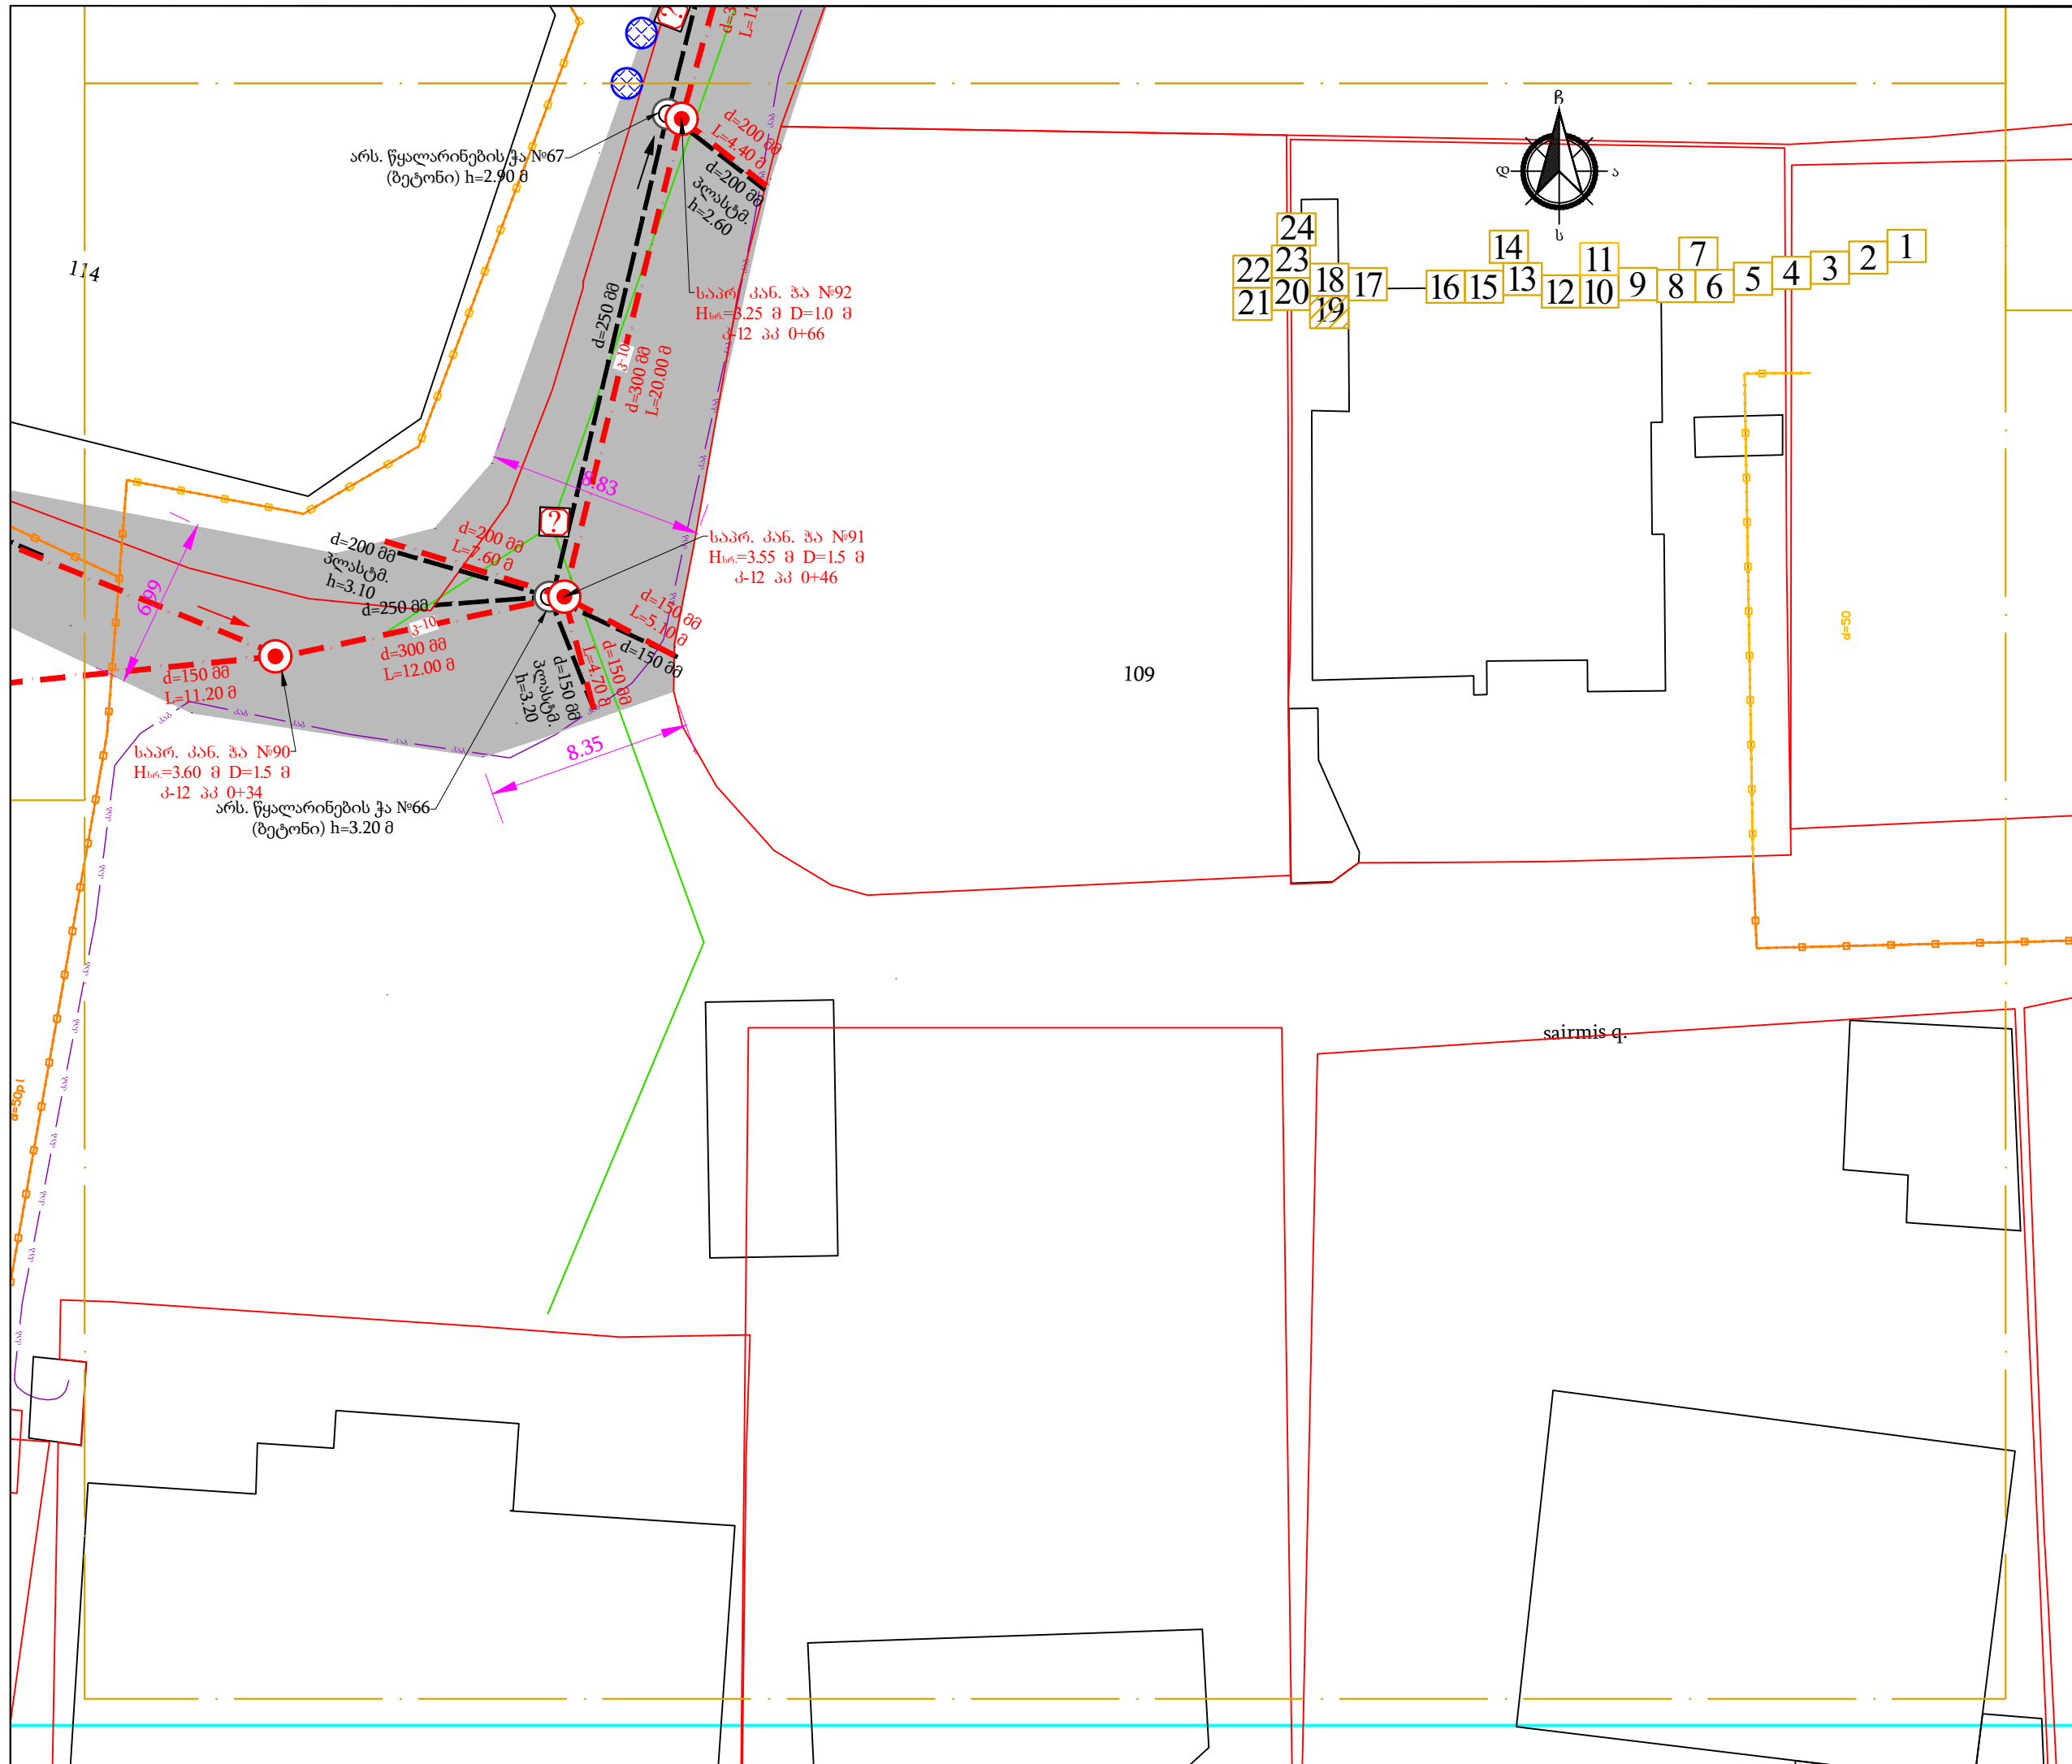 არს. წყალარინების ჭა №67
(ბეტონი) h=2.90 მ
d=200 მმ
L=4.40 მ
d=200 მმ
პლასტმ.
h=2.60
ჩ
დ
ა
ს
114
24
23
22
21
20
18
19
17
16
15
14
13
12
11
10
9
8
7
6
5
4
3
2
1
საპრ. კან. ჭა №92
Hსრ.=3.25 მ D=1.0 მ
კ-12 პკ 0+66
d=250 მმ
კ-10
d=300 მმ
L=20.00 მ
8.83
?
საპრ. კან. ჭა №91
Hსრ.=3.55 მ D=1.5 მ
კ-12 პკ 0+46
d=200 მმ
L=7.60 მ
d=200 მმ
პლასტმ.
h=3.10
d=250 მმ
6.99
კ-10
d=300 მმ
L=12.00 მ
d=150 მმ
L=5.10 მ
d=150 მმ
d=150 მმ
L=4.70 მ
d=150 მმ
პლასტმ.
h=3.20
d=150 მმ
L=11.20 მ
109
d=50
8.35
საპრ. კან. ჭა №90
Hსრ.=3.60 მ D=1.5 მ
კ-12 პკ 0+34
არს. წყალარინების ჭა №66
(ბეტონი) h=3.20 მ
sairmis q.
d=50pl